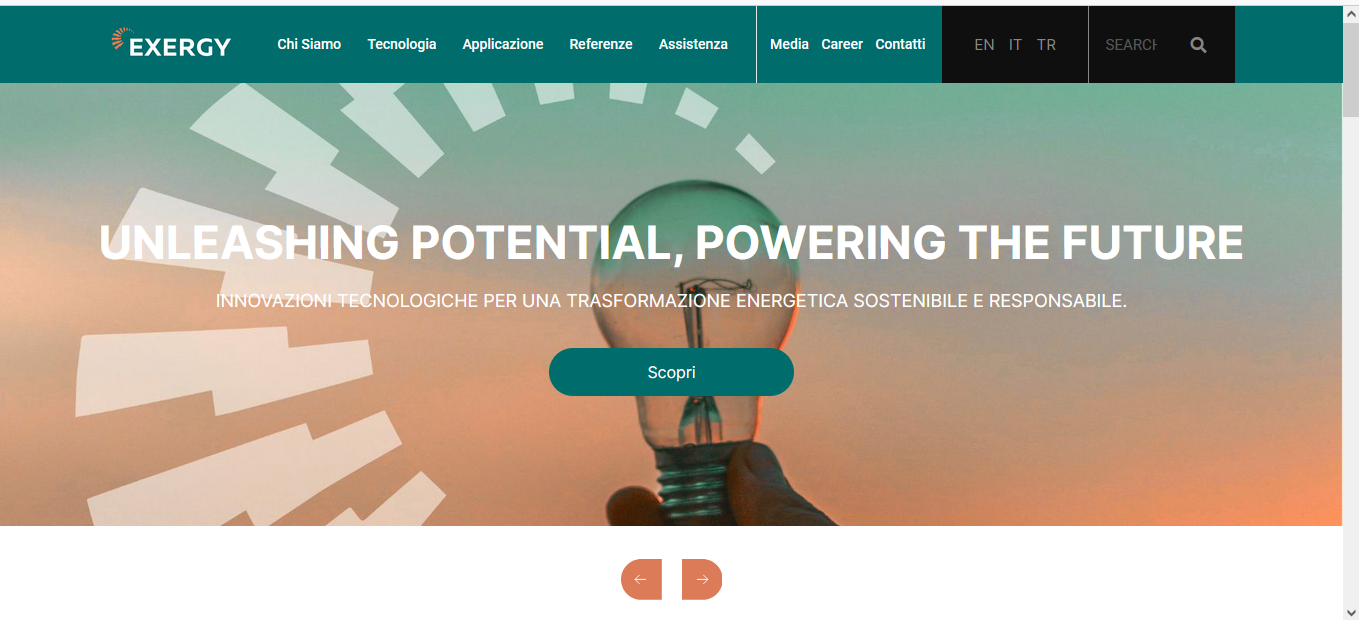 EXERGY
Chi Siamo Tecnologia Applicazione Referenze Assistenza Media Career Contatti EN IT TR SEARCH
UNLEASHING POTENTIAL, POWERING THE FUTURE
INNOVAZIONI TECNOLOGICHE PER UNA TRASFORMAZIONE ENERGETICA SOSTENIBILE E RESPONSABILE.
Scopri